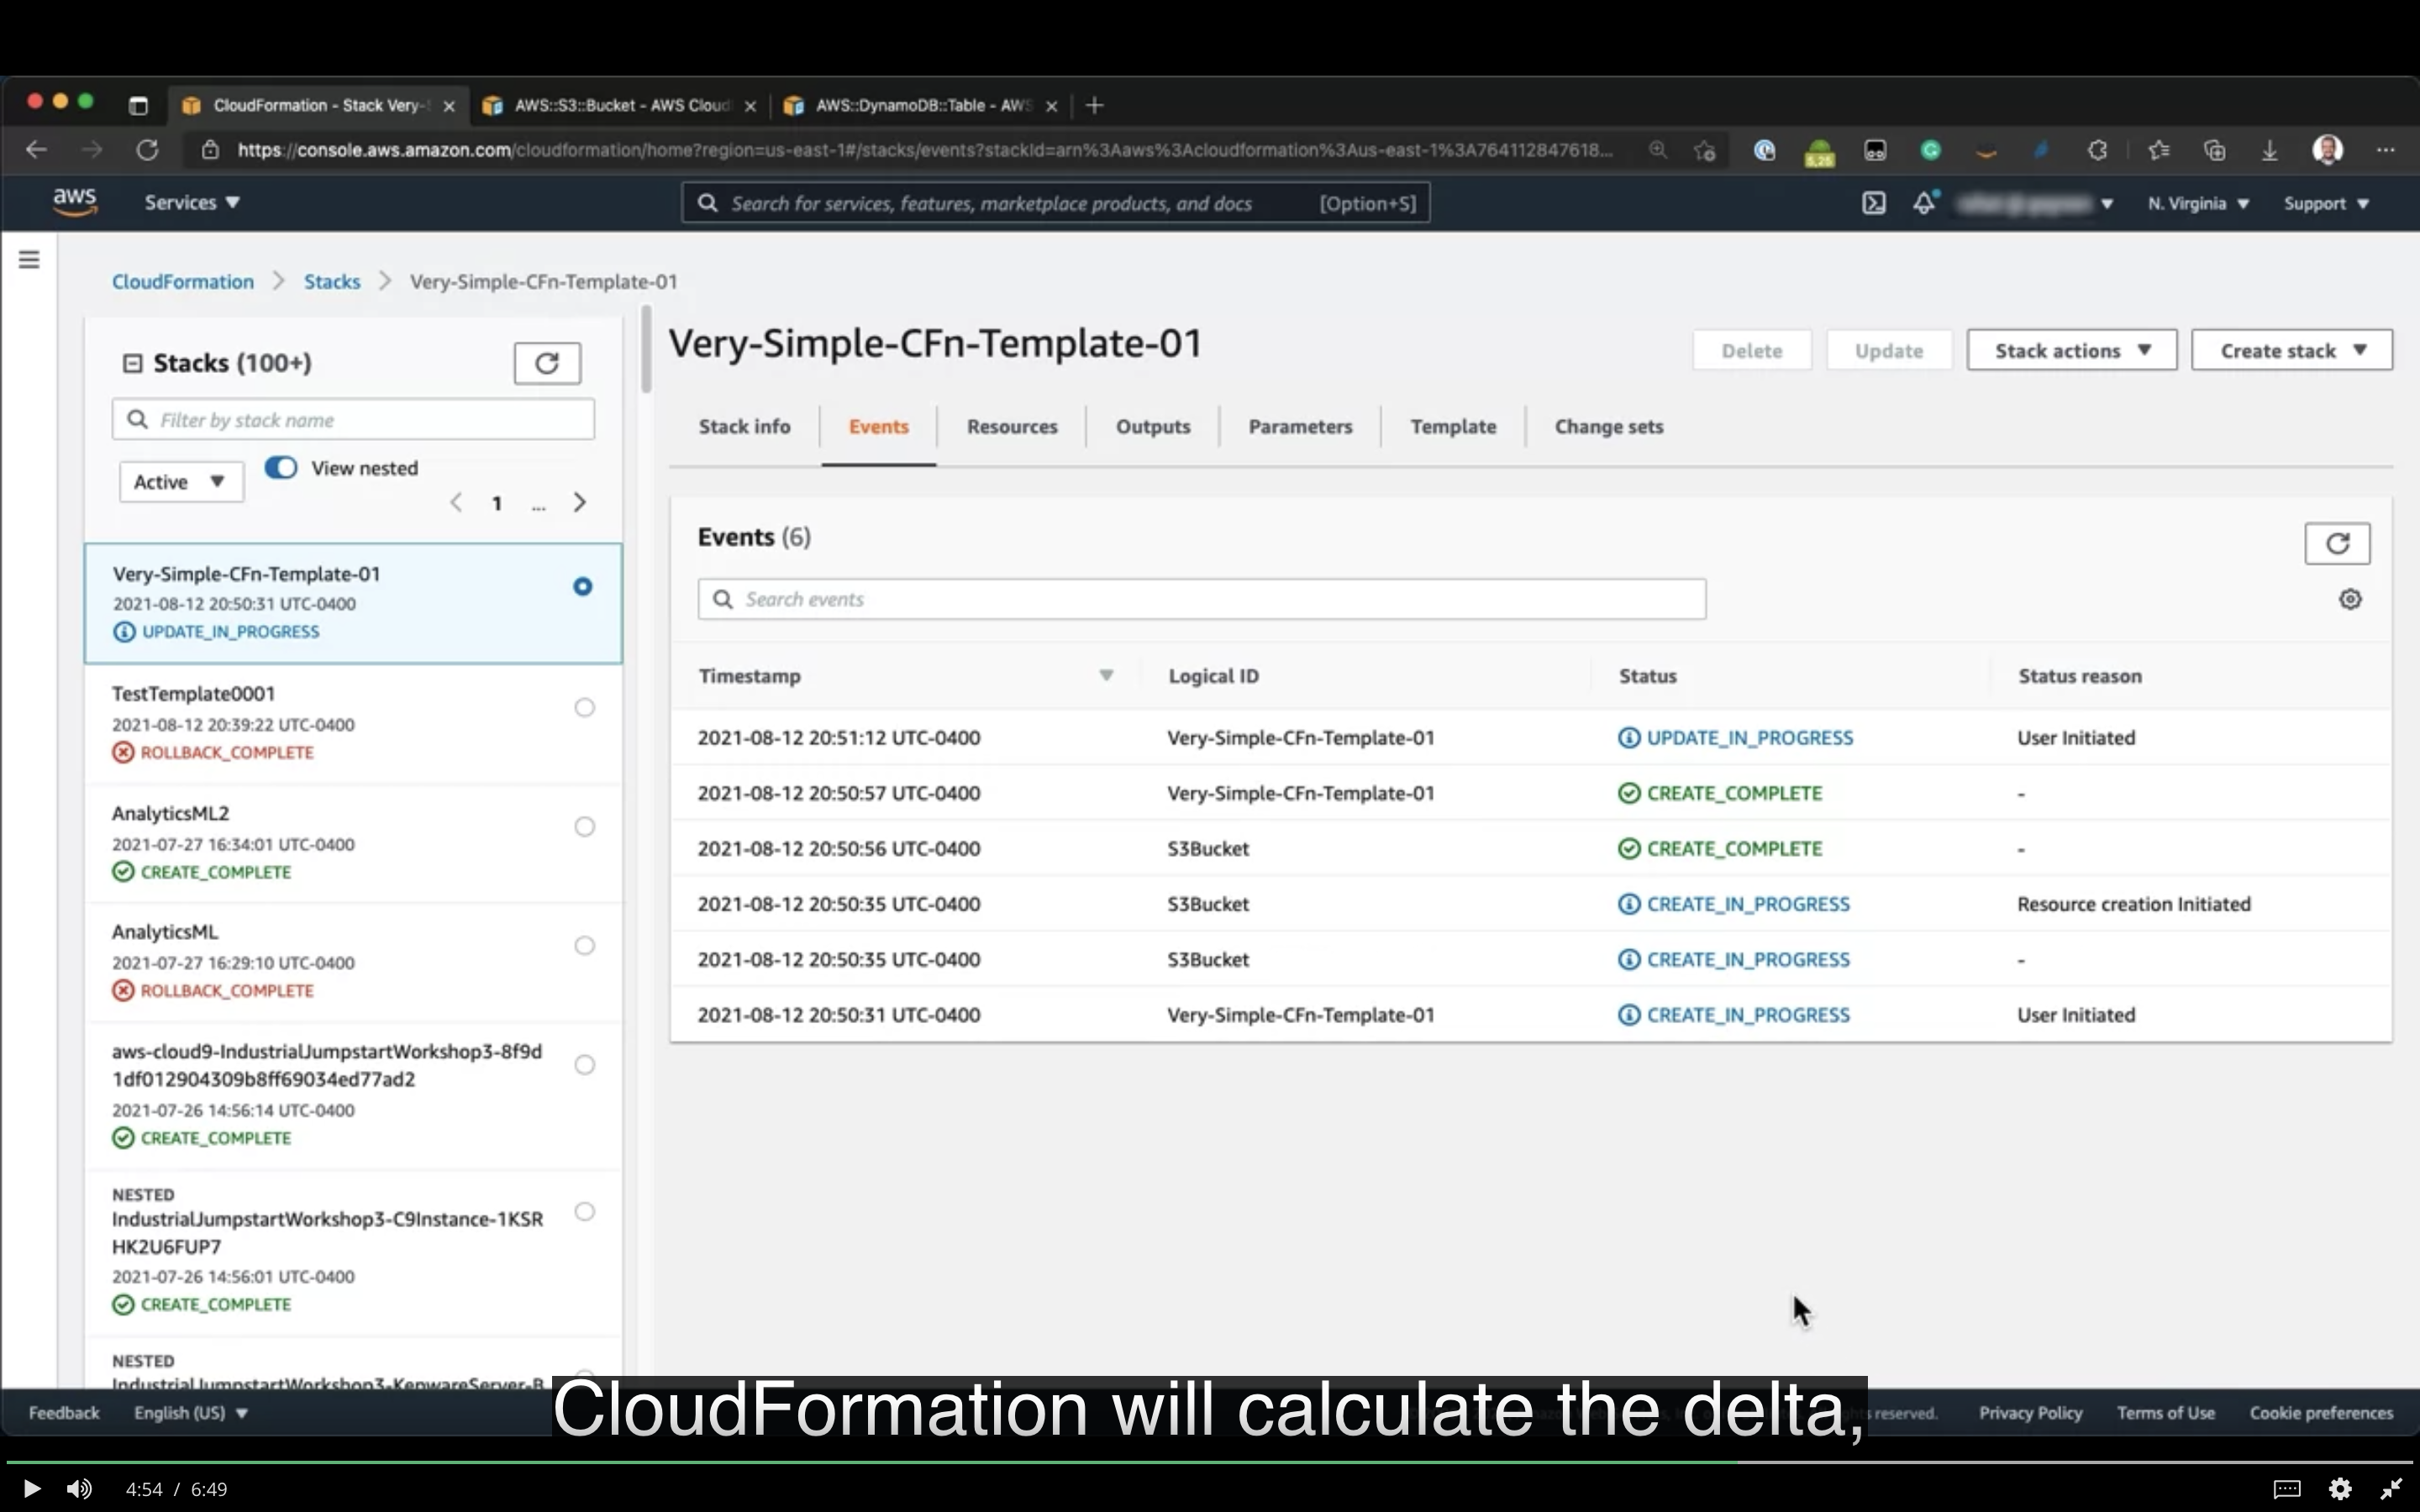 CloudFormation - Stack Very-
AWS::S3::Bucket - AWS Cloud
AWS::DynamoDB::Table - AWS
https://console.aws.amazon.com/cloudformation/home?region=us-east-1#/stacks/events?stackId=arn%3Aaws%3Acloudformation%3Aus-east-1%3A764112847618...
5,25
aws
Services
Search for services, features, marketplace products, and docs
[Option+S]
N. Virginia
Support
CloudFormation > Stacks > Very-Simple-CFn-Template-01
Stacks (100+)
Filter by stack name
Active
View nested
1 ...
Very-Simple-CFn-Template-01
2021-08-12 20:50:31 UTC-0400
UPDATE_IN_PROGRESS
TestTemplate0001
2021-08-12 20:39:22 UTC-0400
ROLLBACK_COMPLETE
AnalyticsML2
2021-07-27 16:34:01 UTC-0400
CREATE_COMPLETE
AnalyticsML
2021-07-27 16:29:10 UTC-0400
ROLLBACK_COMPLETE
aws-cloud9-IndustrialJumpstartWorkshop3-8f9d
1df012904309b8ff69034ed77ad2
2021-07-26 14:56:14 UTC-0400
CREATE_COMPLETE
NESTED
IndustrialJumpstartWorkshop3-C9Instance-1KSR
HK2U6FUP7
2021-07-26 14:56:01 UTC-0400
CREATE_COMPLETE
NESTED
IndustrialJumpstartWorkshop3-KepwareServer-B
Very-Simple-CFn-Template-01
Delete
Update
Stack actions
Create stack
Stack info
Events
Resources
Outputs
Parameters
Template
Change sets
Events (6)
Search events
Timestamp Logical ID Status Status reason
2021-08-12 20:51:12 UTC-0400 Very-Simple-CFn-Template-01 UPDATE_IN_PROGRESS User Initiated
2021-08-12 20:50:57 UTC-0400 Very-Simple-CFn-Template-01 CREATE_COMPLETE -
2021-08-12 20:50:56 UTC-0400 S3Bucket CREATE_COMPLETE -
2021-08-12 20:50:35 UTC-0400 S3Bucket CREATE_IN_PROGRESS Resource creation Initiated
2021-08-12 20:50:35 UTC-0400 S3Bucket CREATE_IN_PROGRESS -
2021-08-12 20:50:31 UTC-0400 Very-Simple-CFn-Template-01 CREATE_IN_PROGRESS User Initiated
CloudFormation will calculate the delta,
Feedback
English (US)
reserved.
Privacy Policy
Terms of Use
Cookie preferences
4:54 / 6:49